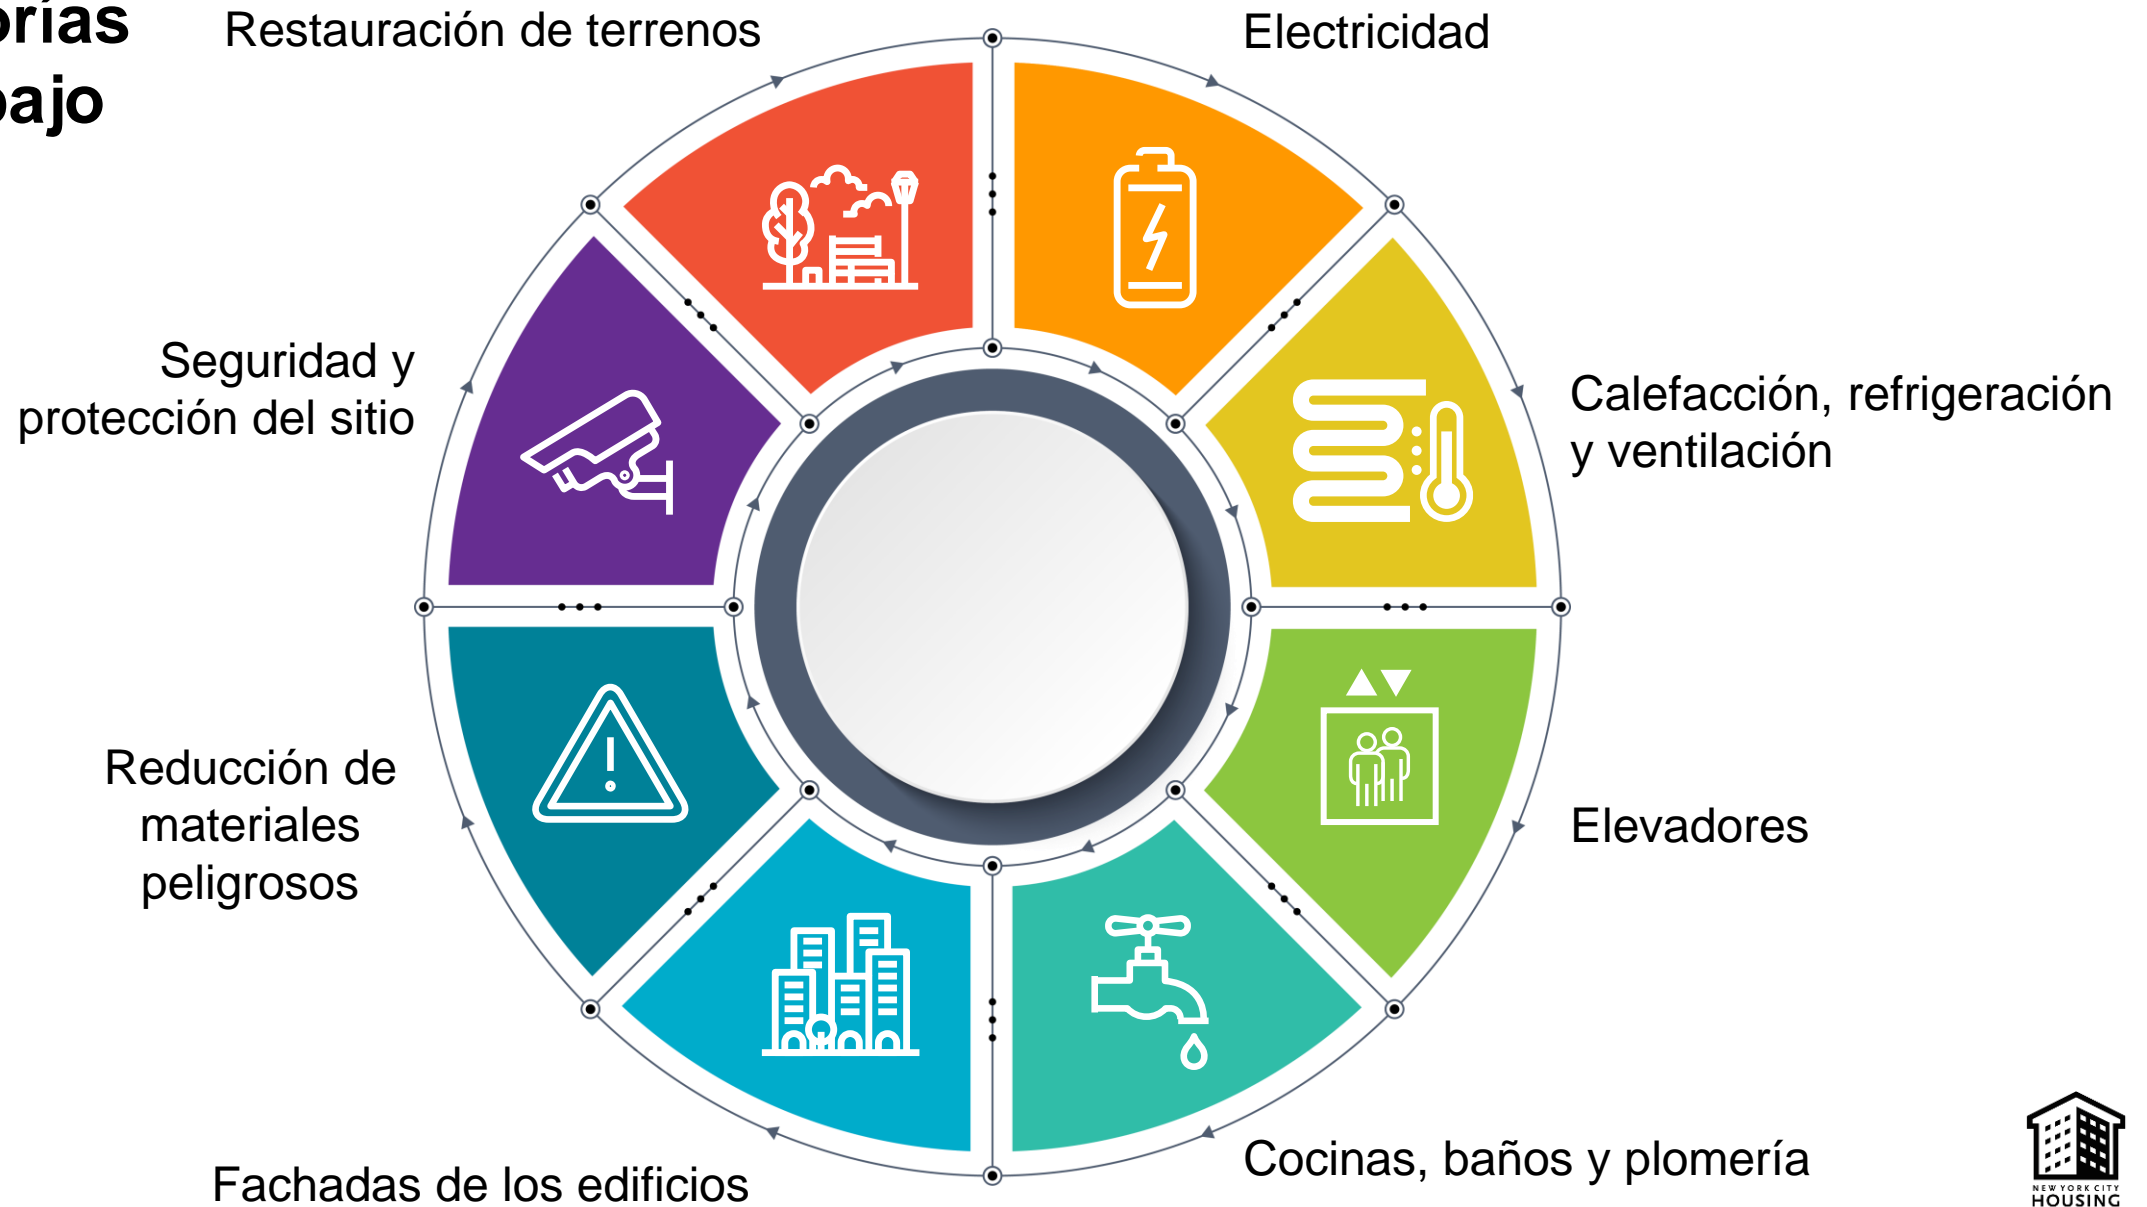 orías
bajo
Restauración de terrenos
Electricidad
Seguridad y
protección del sitio
Calefacción, refrigeración
y ventilación
Reducción de
materiales
peligrosos
Elevadores
Fachadas de los edificios
Cocinas, baños y plomería
NEW YORK CITY
HOUSING